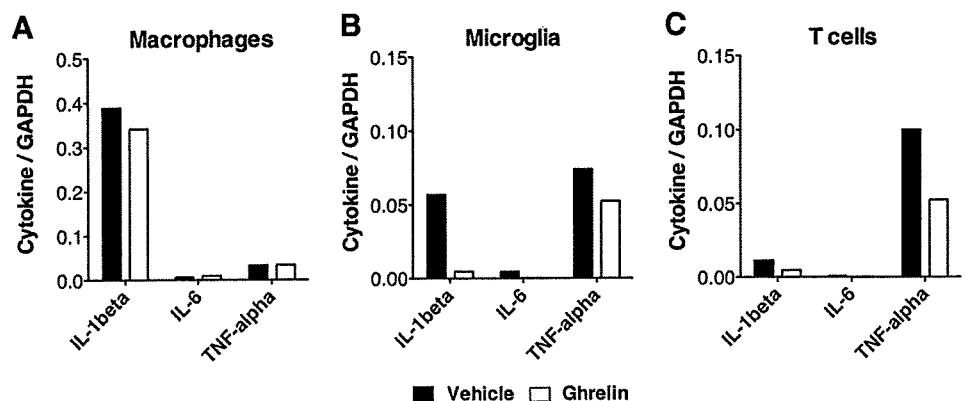 A
Macrophages
Cytokine / GAPDH
0.5
0.4
0.3
0.2
0.1
0.0
IL-1beta
IL-6
TNF-alpha
B
Microglia
Cytokine / GAPDH
0.15
0.10
0.05
0.00
IL-1beta
IL-6
TNF-alpha
C
T cells
Cytokine / GAPDH
0.15
0.10
0.05
0.00
IL-1beta
IL-6
TNF-alpha
Vehicle Ghrelin